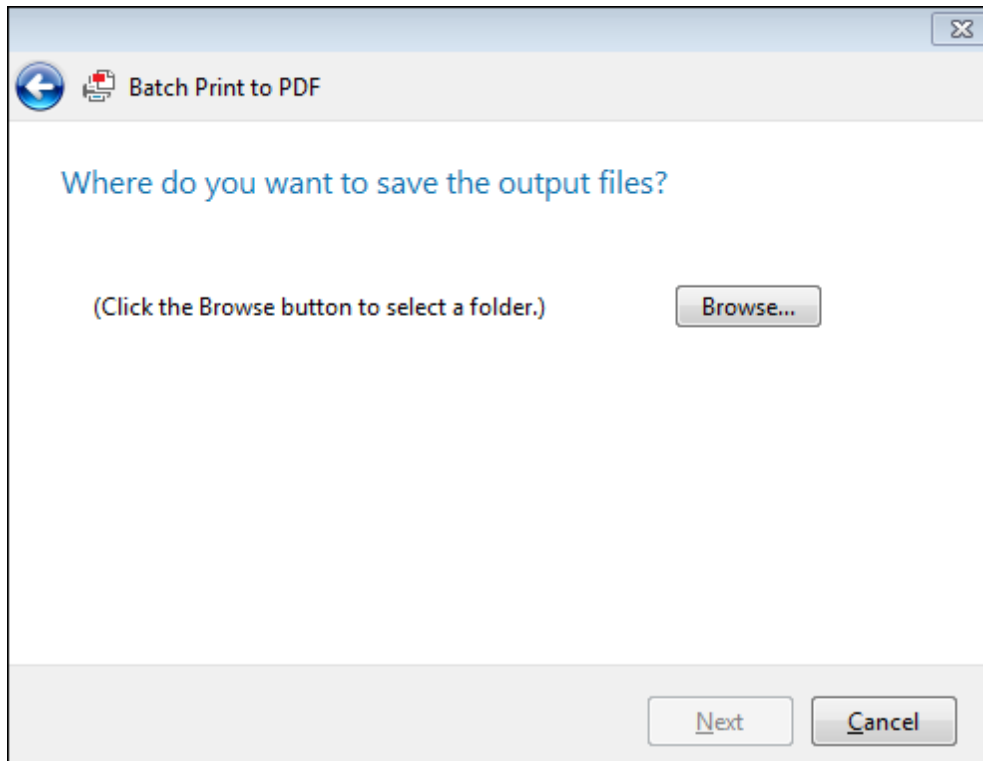 Batch Print to PDF
Where do you want to save the output files?
(Click the Browse button to select a folder.)
Browse...
Next
Cancel